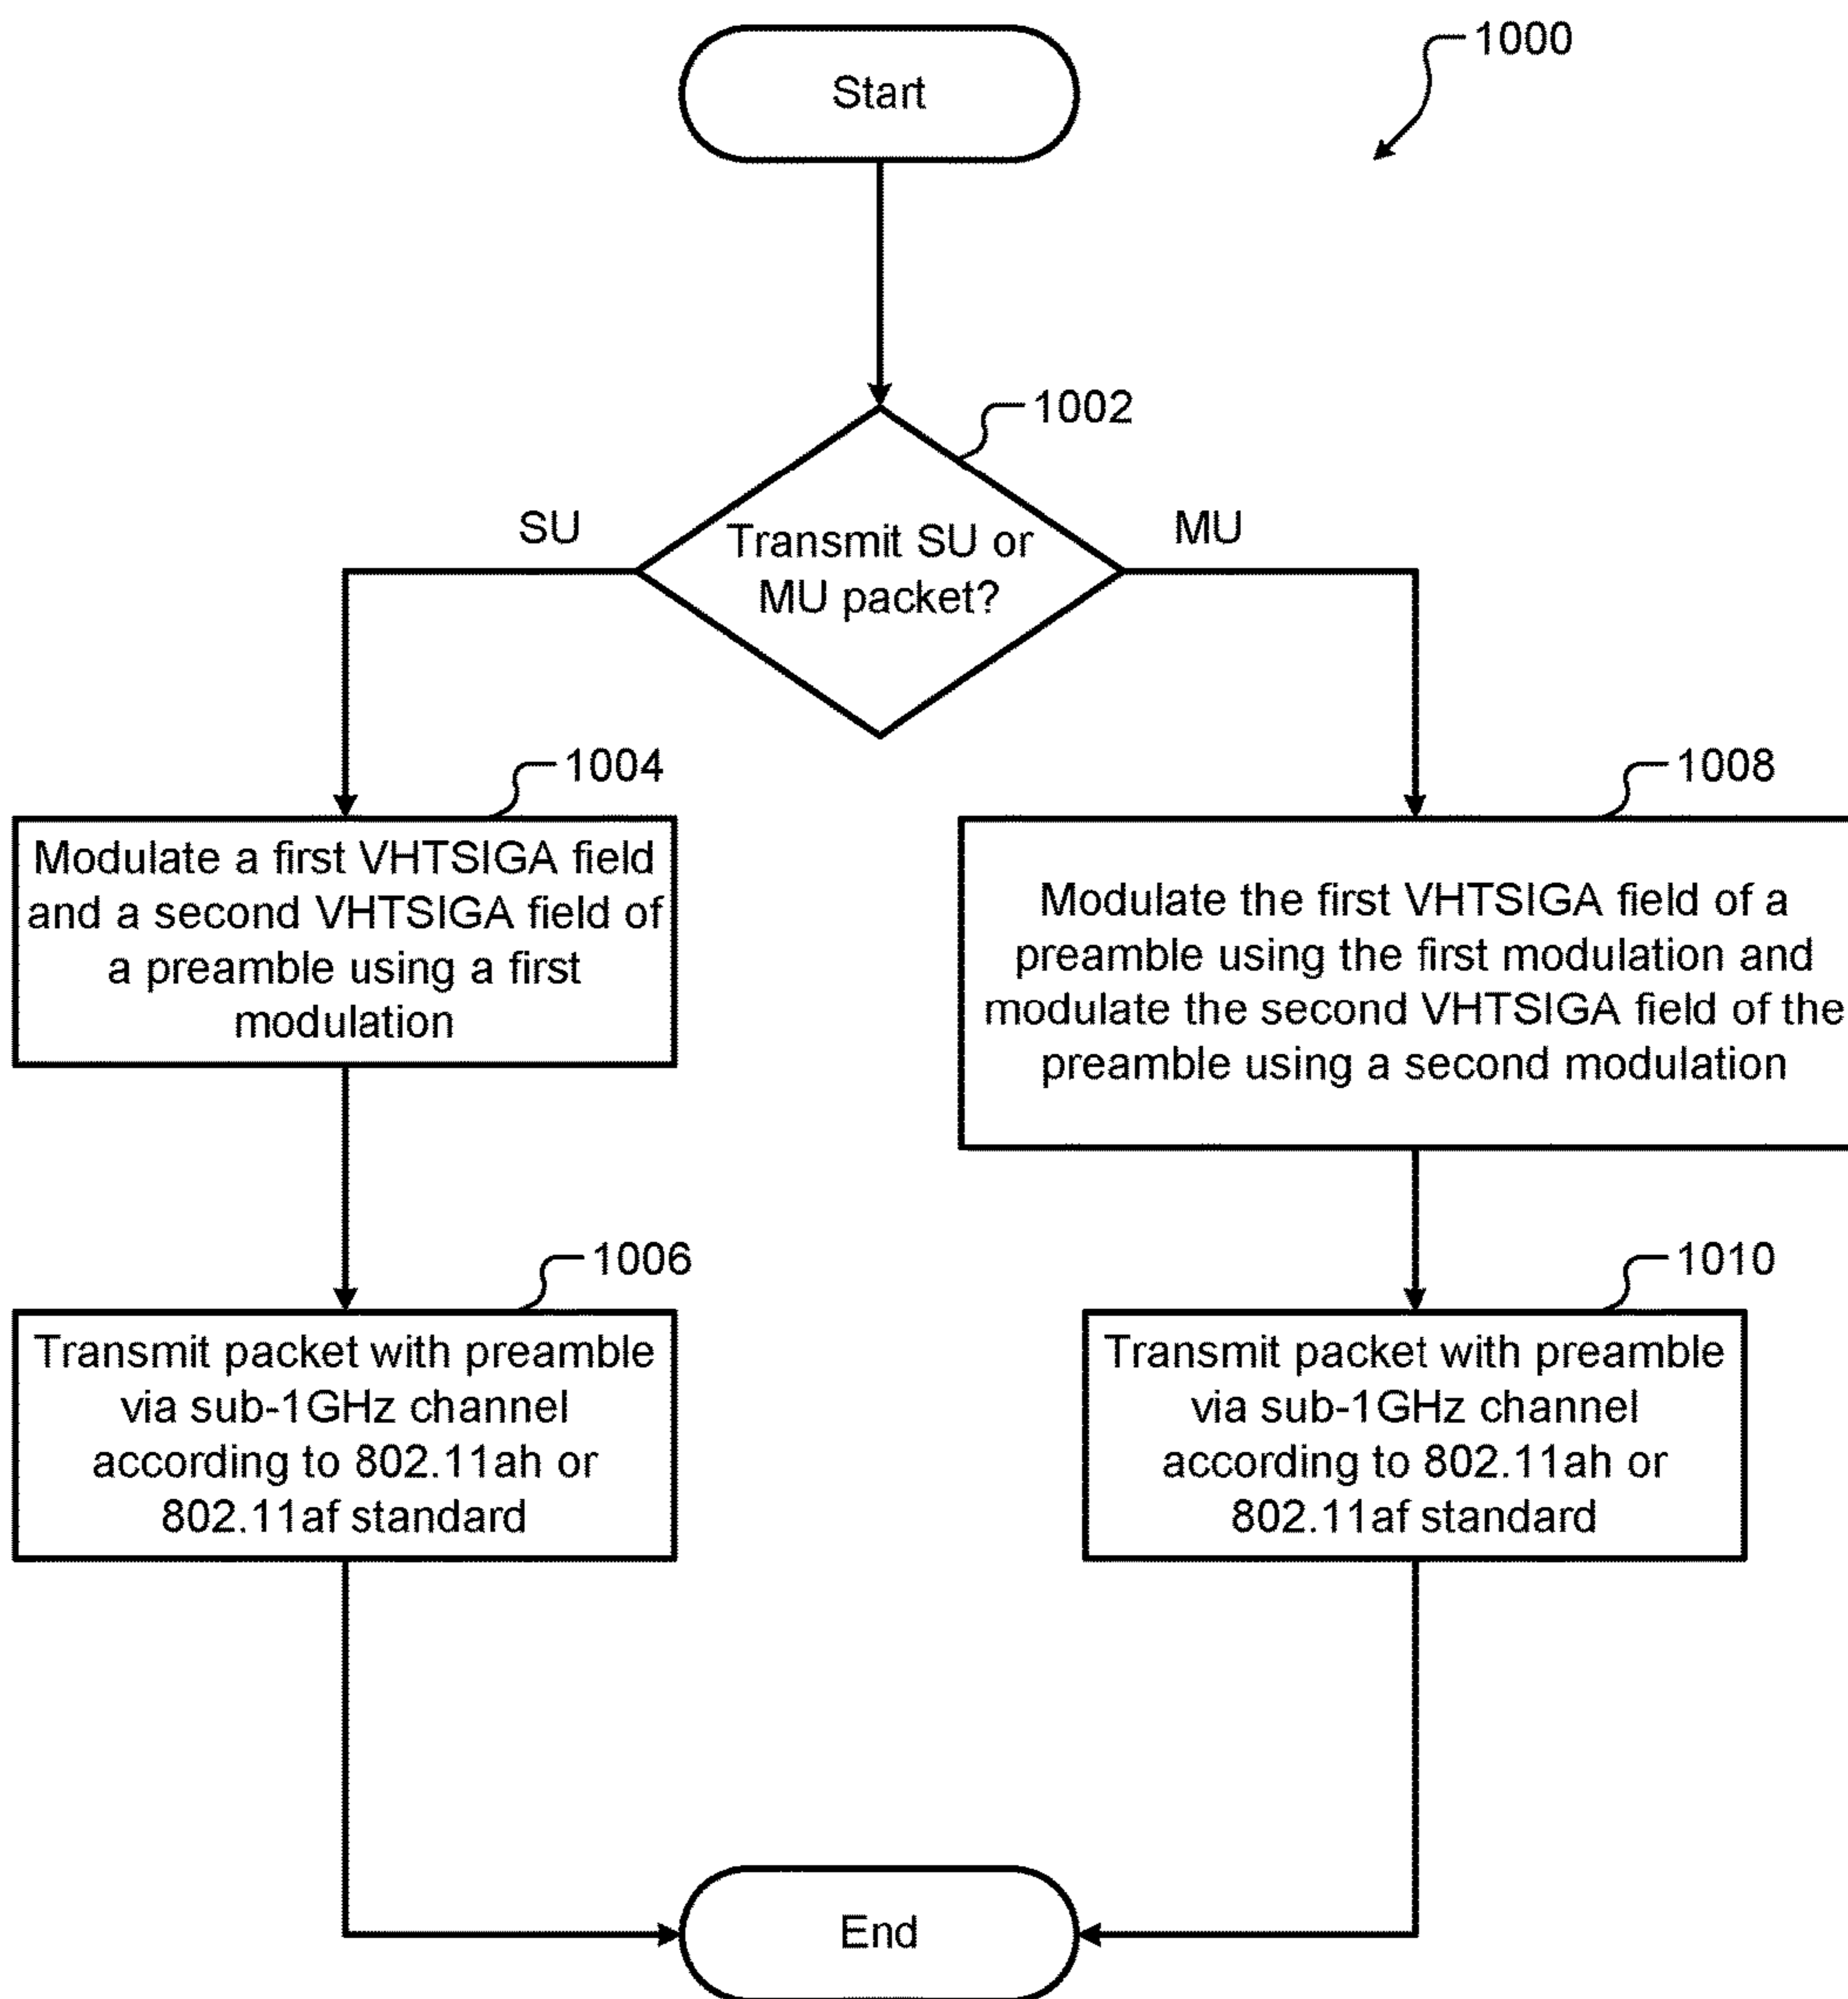 Start
1000
1002
SU
Transmit SU or
MU packet?
MU
1004
Modulate a first VHTSIGA field
and a second VHTSIGA field of
a preamble using a first
modulation
1008
Modulate the first VHTSIGA field of a
preamble using the first modulation and
modulate the second VHTSIGA field of the
preamble using a second modulation
1006
Transmit packet with preamble
via sub-1GHz channel
according to 802.11ah or
802.11af standard
1010
Transmit packet with preamble
via sub-1GHz channel
according to 802.11ah or
802.11af standard
End